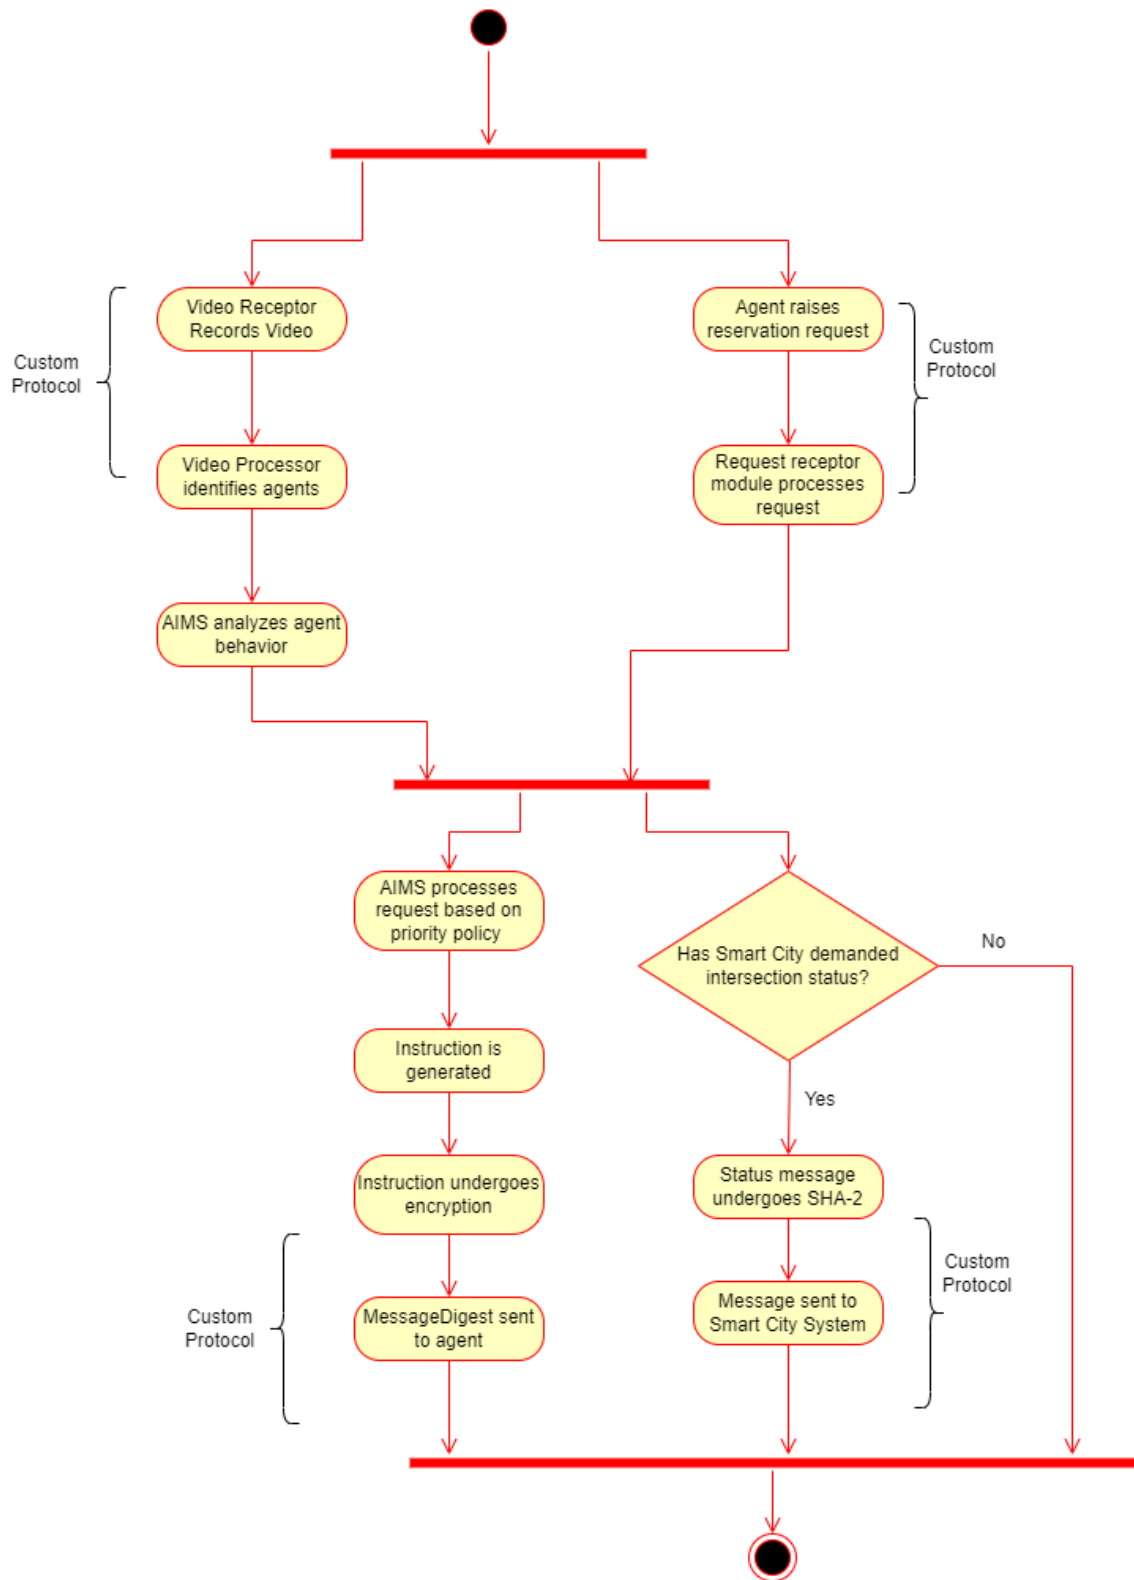 Video Receptor
Records Video
Agent raises
reservation request
Custom
Protocol
Custom
Protocol
Video Processor
identifies agents
Request receptor
module processes
request
AIMS analyzes agent
behavior
AIMS processes
request based on
priority policy
Has Smart City demanded
intersection status?
No
Instruction is
generated
Yes
Instruction undergoes
encryption
Status message
undergoes SHA-2
Custom
Protocol
MessageDigest sent
to agent
Message sent to
Smart City System
Custom
Protocol